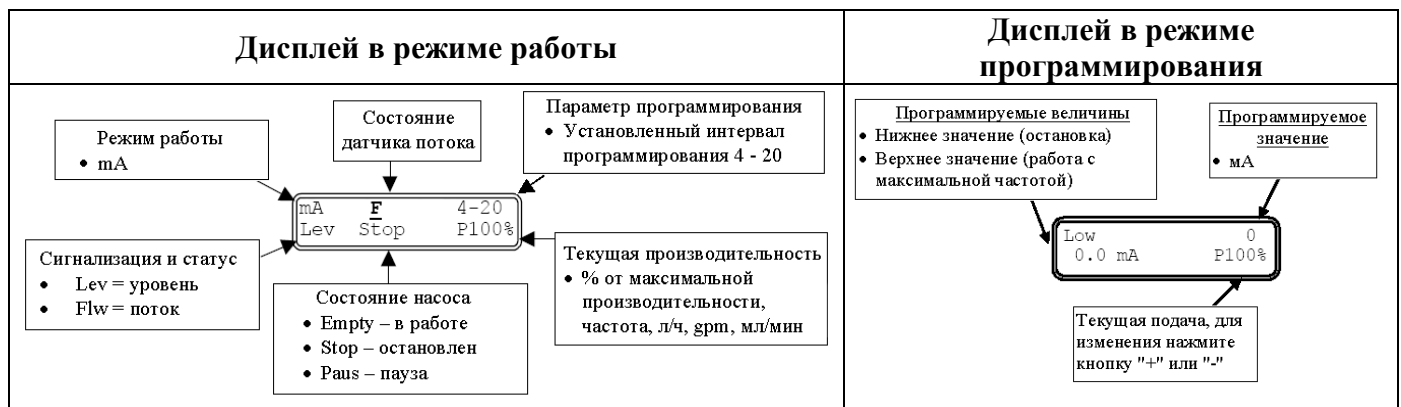 Дисплей в режиме работы
Дисплей в режиме
программирования
Режим работы
• mA
Состояние
датчика потока
Параметр программирования
• Установленный интервал
программирования 4 - 20
mA F 4-20
Lev Stop P100%
Сигнализация и статус
• Lev = уровень
• Flw = поток
Состояние насоса
• Empty – в работе
• Stop – остановлен
• Paus – пауза
Текущая производительность
• % от максимальной
производительности,
частота, л/ч, gpm, мл/мин
Программируемые величины
• Нижнее значение (остановка)
• Верхнее значение (работа с
максимальной частотой)
Программируемое
значение
• мА
Low 0
0.0 mA P100%
Текущая подача, для
изменения нажмите
кнопку "+" или "-"